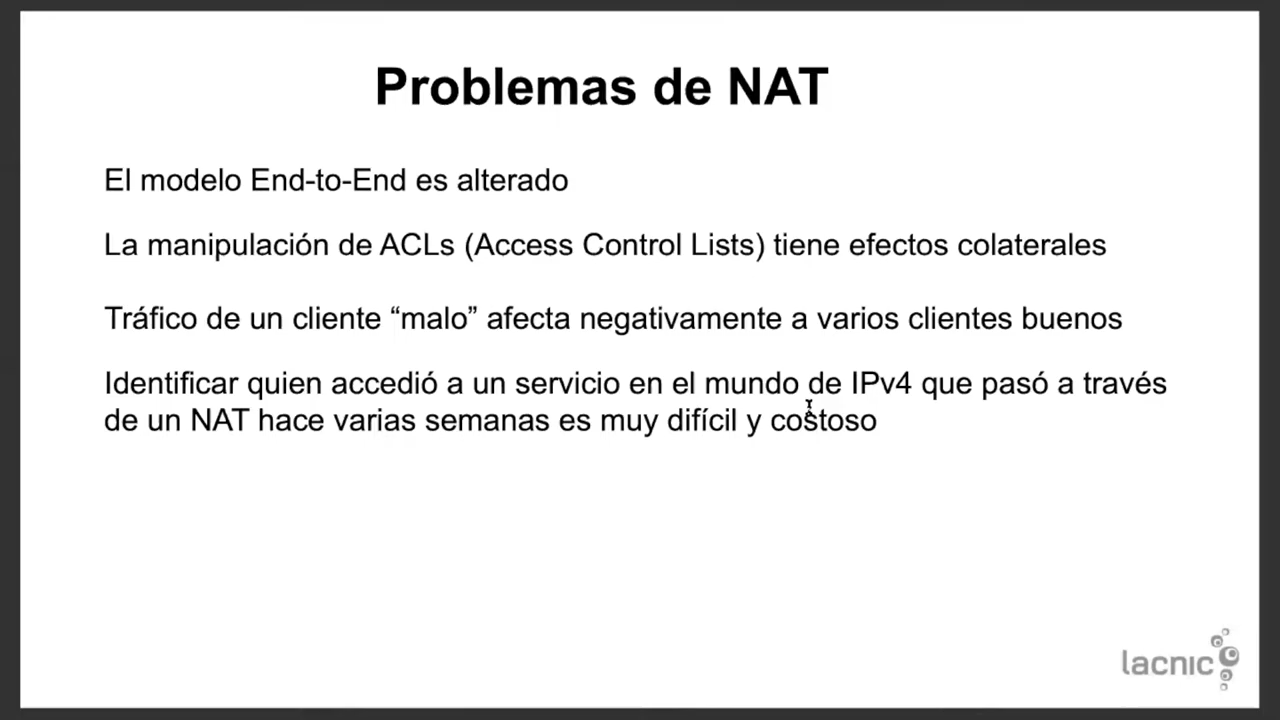 Problemas de NAT
El modelo End-to-End es alterado
La manipulación de ACLs (Access Control Lists) tiene efectos colaterales
Tráfico de un cliente “malo” afecta negativamente a varios clientes buenos
Identificar quien accedió a un servicio en el mundo de IPv4 que pasó a través
de un NAT hace varias semanas es muy difícil y costoso
lacnic